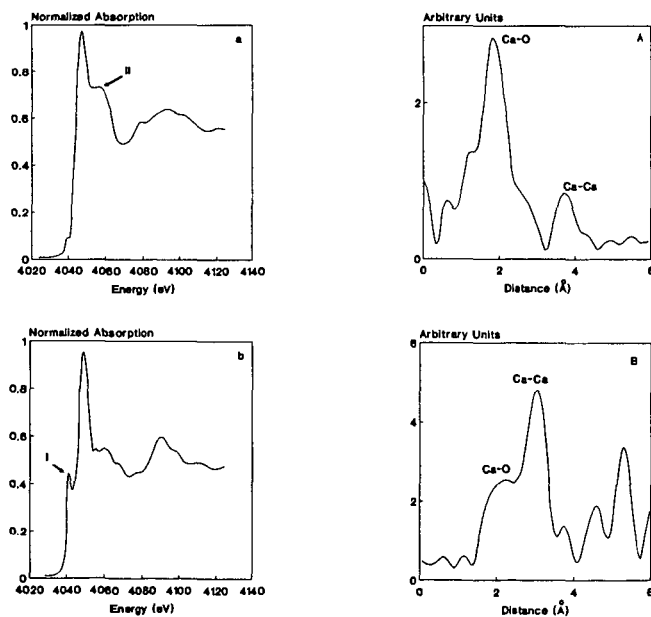 Normalized Absorption
a
II
1
0.8
0.6
0.4
0.2
0
4020 4040 4060 4080 4100 4120 4140
Energy (eV)
Arbitrary Units
A
Ca-O
Ca-Ca
2
0
0 2 4 6
Distance (Å)
Normalized Absorption
b
I
1
0.8
0.6
0.4
0.2
0
4020 4040 4060 4080 4100 4120 4140
Energy (eV)
Arbitrary Units
B
Ca-Ca
Ca-O
6
4
2
0
0 2 4 6
Distance (Å)